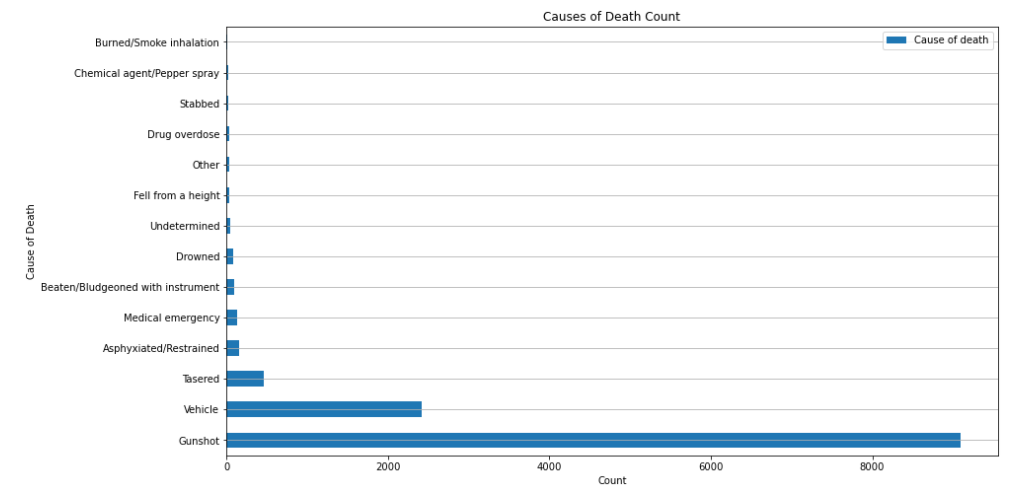 Causes of Death Count
Cause of death
Cause of Death
Burned/Smoke inhalation
Chemical agent/Pepper spray
Stabbed
Drug overdose
Other
Fell from a height
Undetermined
Drowned
Beaten/Bludgeoned with instrument
Medical emergency
Asphyxiated/Restrained
Tasered
Vehicle
Gunshot
0 2000 4000 6000 8000
Count